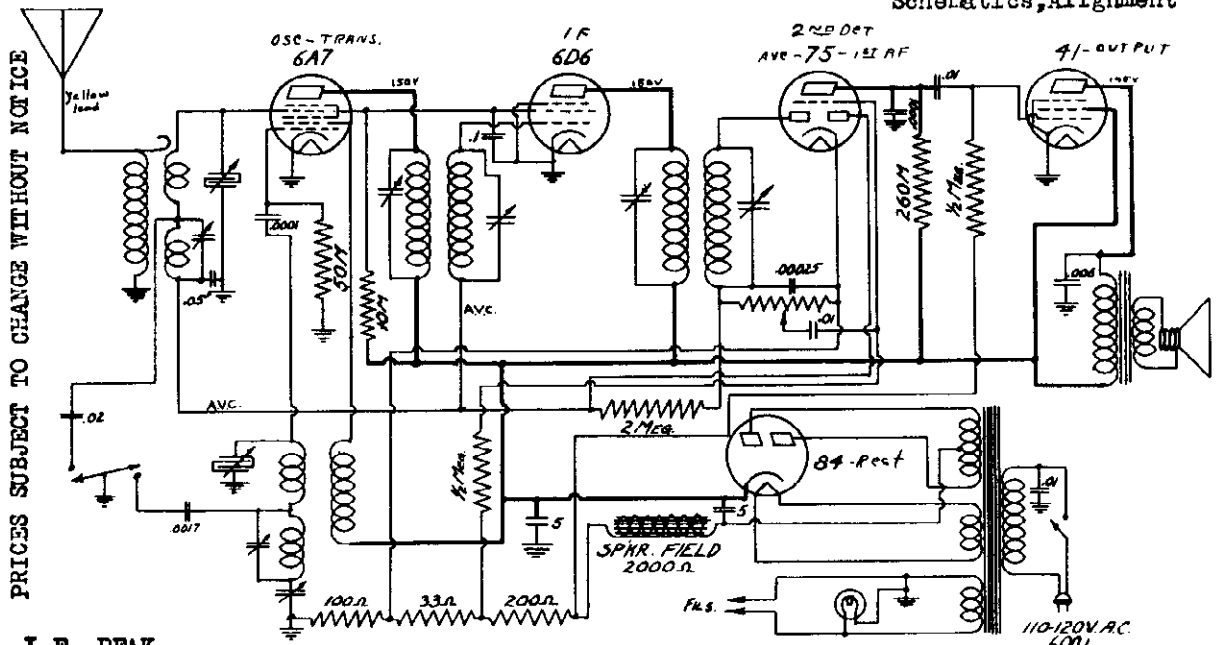 Schematics, Alignment
PRICES SUBJECT TO CHANGE WITHOUT NOTICE
OSC-TRANS.
6A7
IF
6D6
2ND DET
AVC-75-1ST AF
41-OUTPUT
Yellow
lead
150V
180V
.1
.0001
.01
260M
½ MEG.
.0001
50M
10M
.05
.00025
.01
.006
A.V.C.
A.V.C.
2 MEG.
.02
½ MEG.
84-Rect
5
5
.01
.0017
SPKR. FIELD
2000Ω
100Ω
33Ω
200Ω
FILS.
110-120V. A.C.
I.F. PEAK